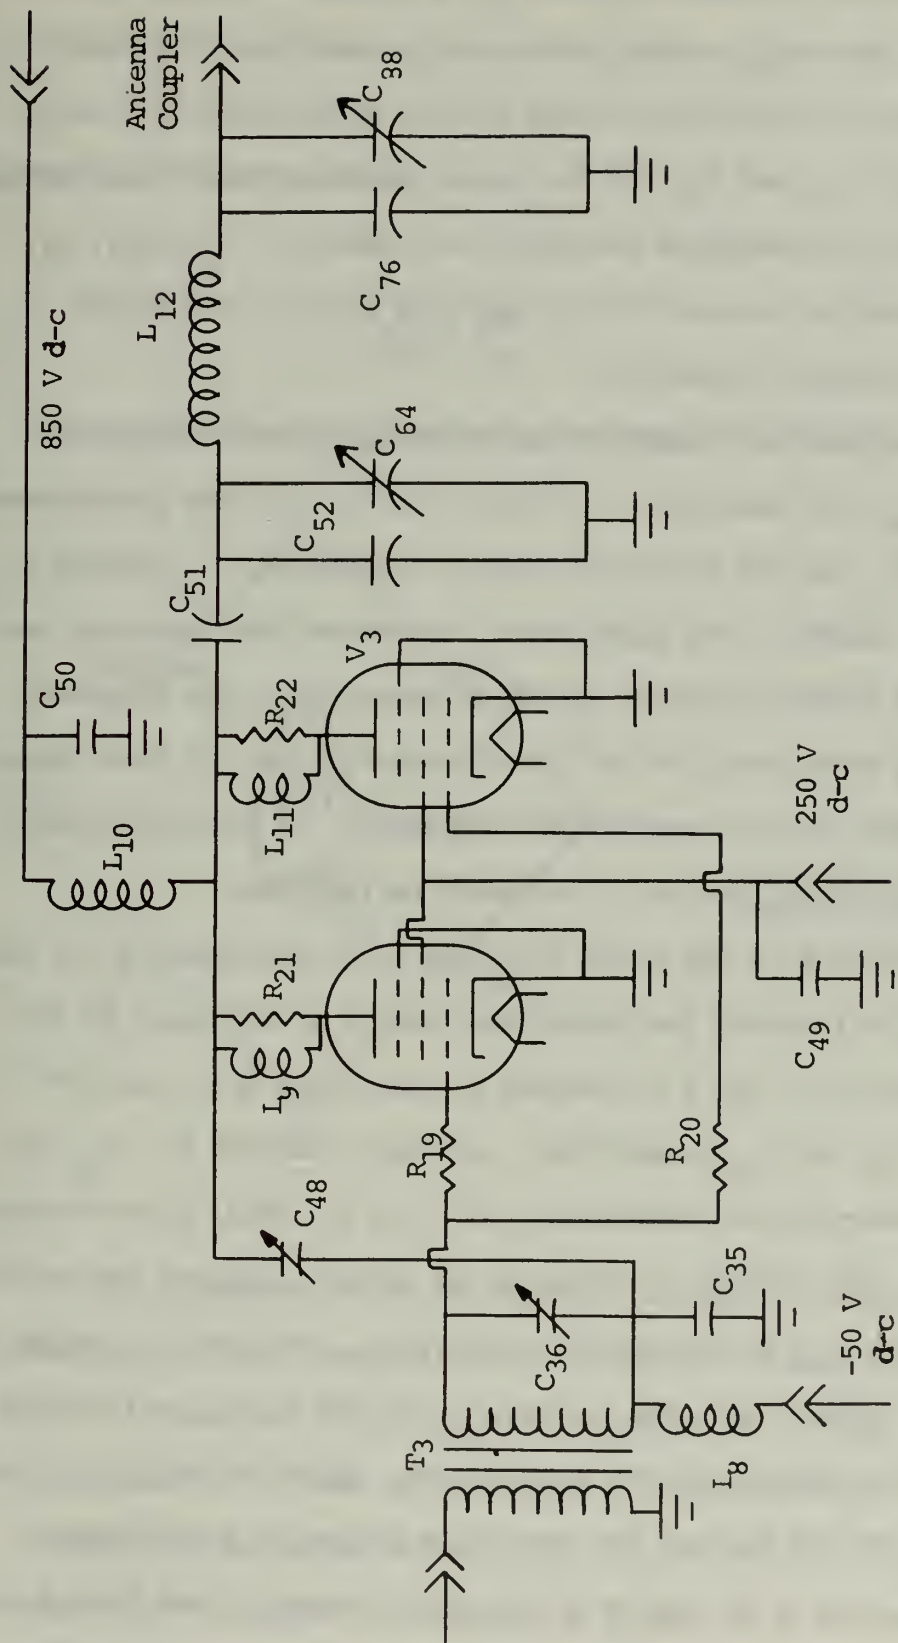 850 V d-c
Antenna
Coupler
C50
L10
C51
L12
R22
L11
V3
C52
C64
C76
C38
R21
L9
C48
R19
R20
C36
T3
L8
C35
-50 V
d-c
C49
250 V
d-c